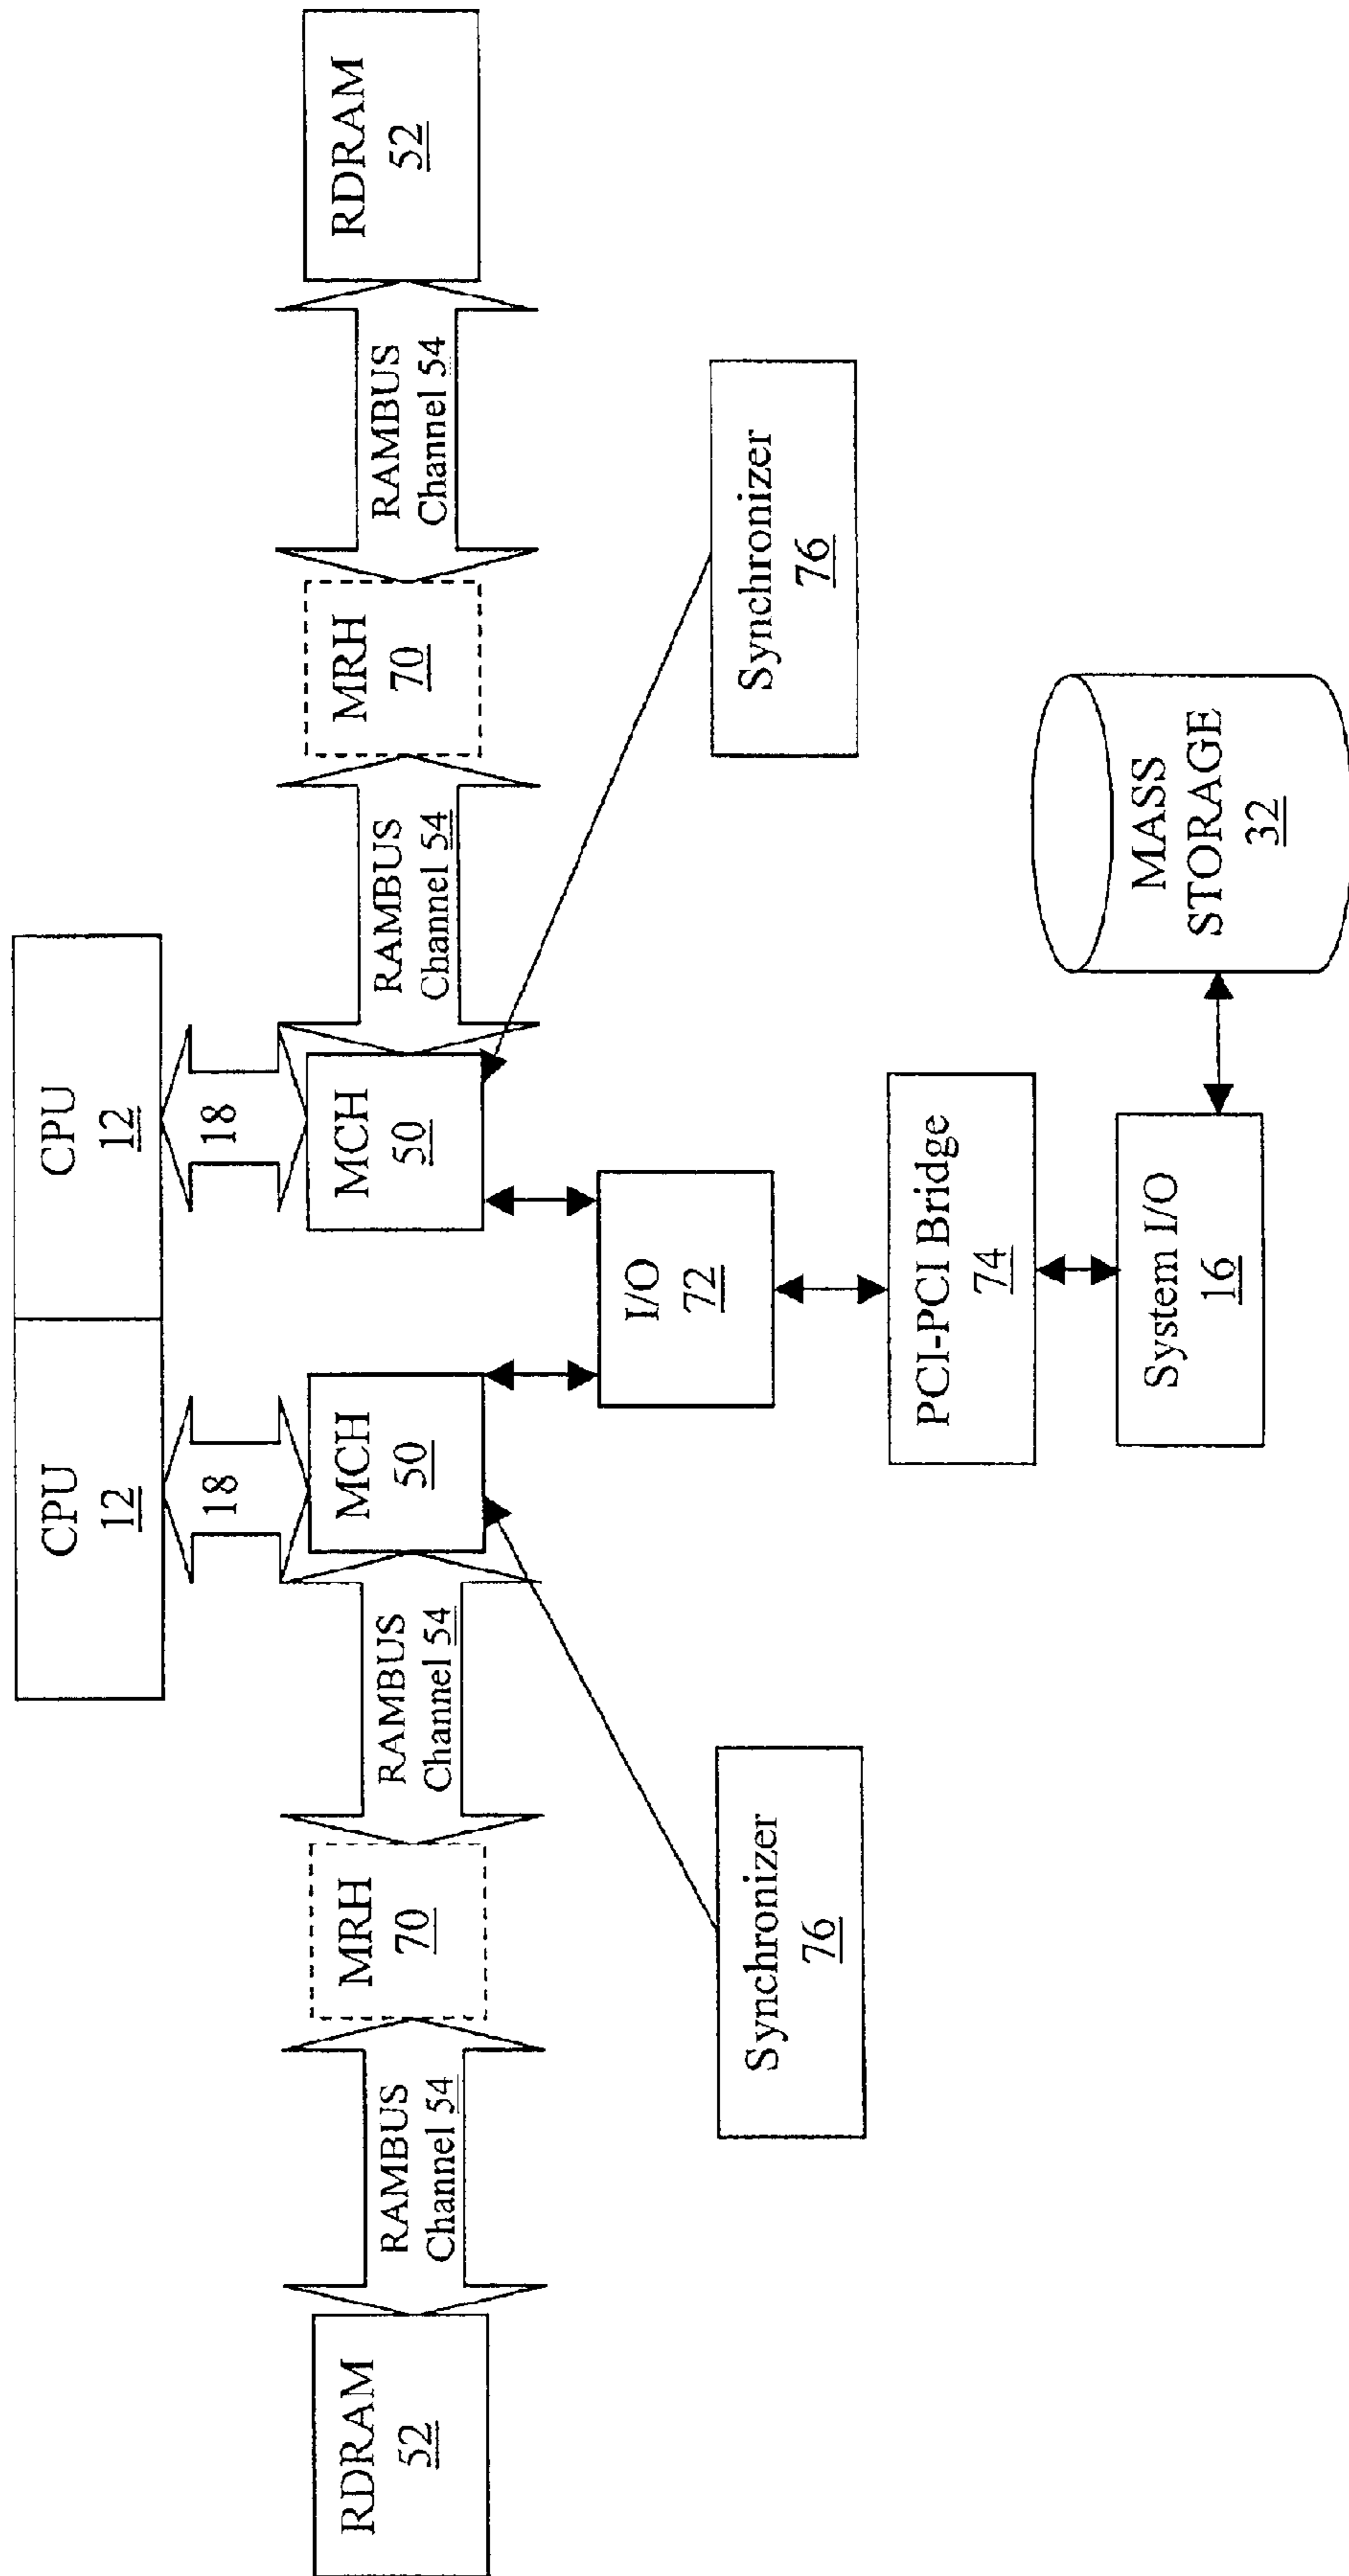 CPU
12
CPU
12
18
18
RDRAM
52
RAMBUS
Channel 54
MRH
70
RAMBUS
Channel 54
MCH
50
MCH
50
RAMBUS
Channel 54
MRH
70
RAMBUS
Channel 54
RDRAM
52
I/O
72
Synchronizer
76
Synchronizer
76
PCI-PCI Bridge
74
System I/O
16
MASS
STORAGE
32